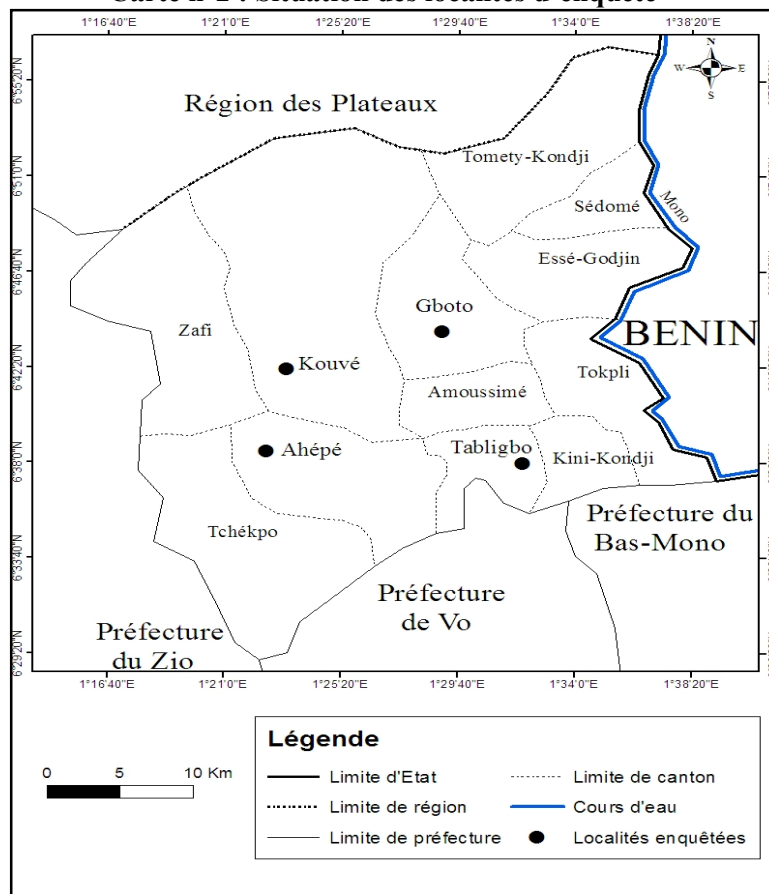 Carte n°1 : Situation des localités d'enquête
1°16'40"E 1°21'0"E 1°25'20"E 1°29'40"E 1°34'0"E 1°38'20"E
N
W E
S
6°55'20"N
Région des Plateaux
Tomety-Kondji
6°51'0"N
Sédomé
Mono
Essé-Godjin
6°46'40"N
Gboto
Zafi
BENIN
6°42'20"N
Kouvé
Tokpli
Amoussimé
Ahépé
Tabligbo
Kini-Kondji
6°38'0"N
Préfecture du
Bas-Mono
Tchékpo
6°33'40"N
Préfecture
de Vo
Préfecture
du Zio
6°29'20"N
1°16'40"E 1°21'0"E 1°25'20"E 1°29'40"E 1°34'0"E 1°38'20"E
Légende
0 5 10 Km
Limite d'Etat
Limite de canton
Limite de région
Cours d'eau
Limite de préfecture
Localités enquêtées